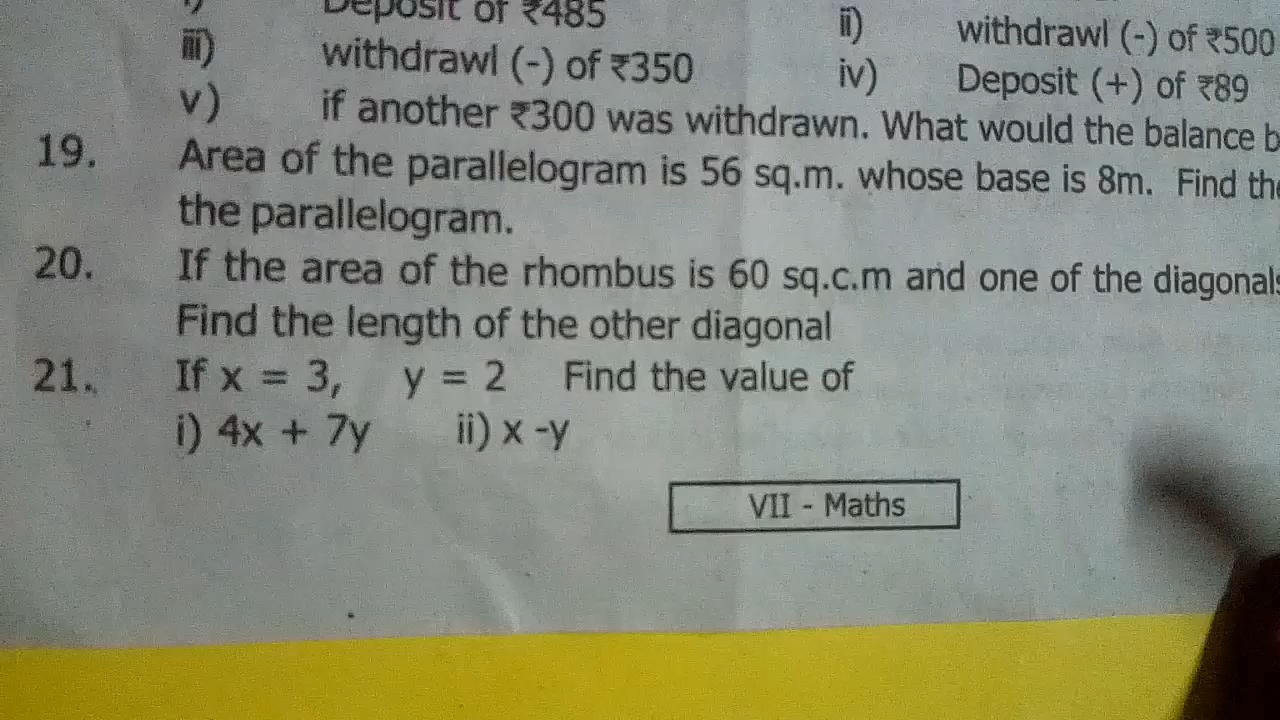 Deposit of ₹485
ii) withdrawl (-) of ₹500
iii) withdrawl (-) of ₹350
iv) Deposit (+) of ₹89
v) if another ₹300 was withdrawn. What would the balance
19. Area of the parallelogram is 56 sq.m. whose base is 8m. Find
the parallelogram.
20. If the area of the rhombus is 60 sq.c.m and one of the diagonals
Find the length of the other diagonal
21. If x = 3, y = 2 Find the value of
i) 4x + 7y ii) x -y
VII - Maths